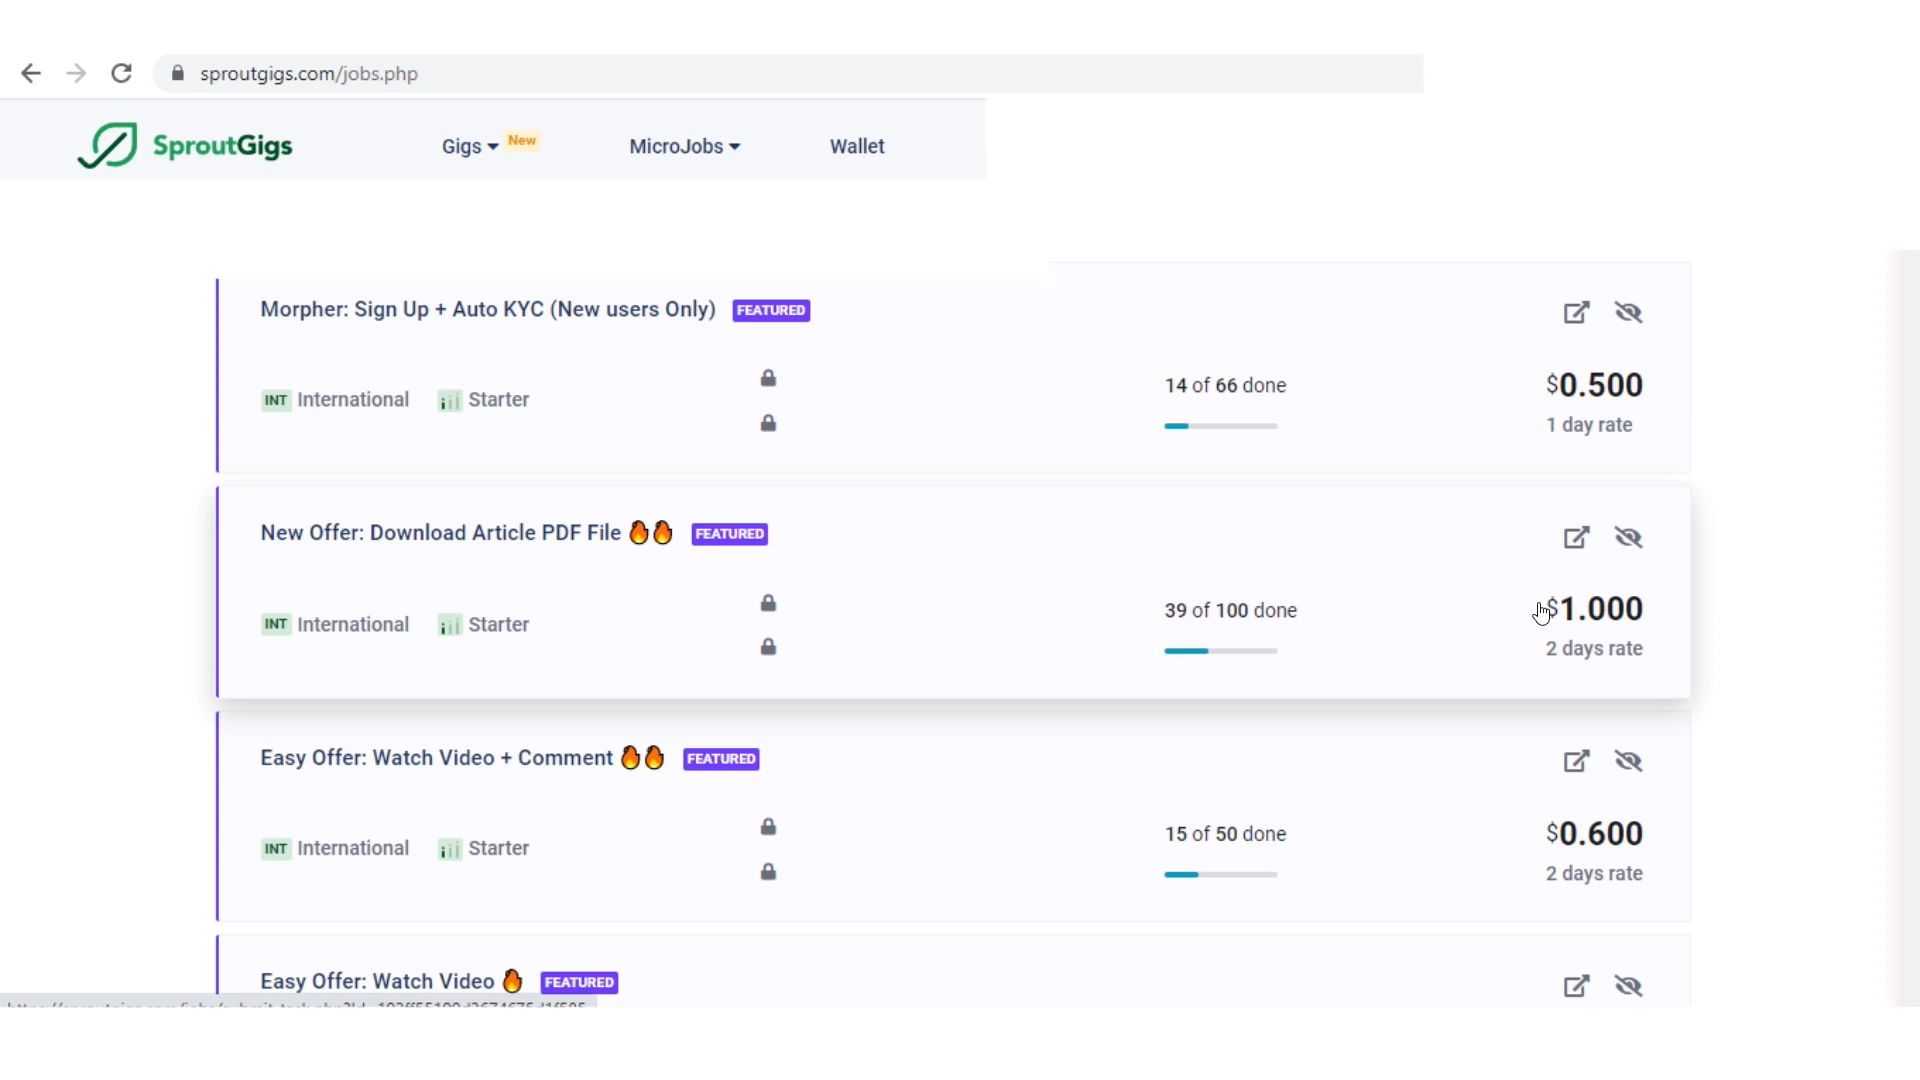 sproutgigs.com/jobs.php
SproutGigs
Gigs New
MicroJobs
Wallet
Morpher: Sign Up + Auto KYC (New users Only) FEATURED
INT International Starter
14 of 66 done
$0.500
1 day rate
New Offer: Download Article PDF File 🔥🔥 FEATURED
INT International Starter
39 of 100 done
$1.000
2 days rate
Easy Offer: Watch Video + Comment 🔥🔥 FEATURED
INT International Starter
15 of 50 done
$0.600
2 days rate
Easy Offer: Watch Video 🔥 FEATURED